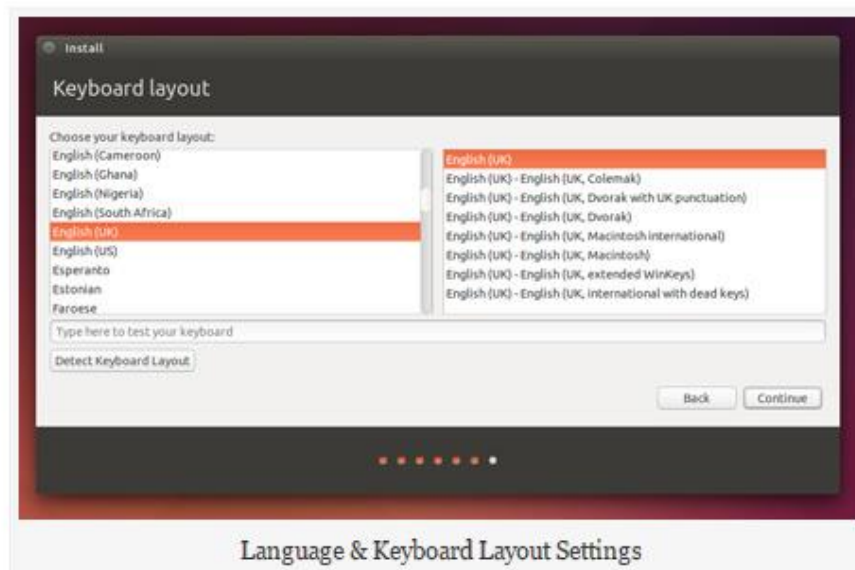 Install
Keyboard layout
Choose your keyboard layout:
English (Cameroon)
English (Ghana)
English (Nigeria)
English (South Africa)
English (UK)
English (US)
Esperanto
Estonian
Faroese
English (UK)
English (UK) - English (UK, Colemak)
English (UK) - English (UK, Dvorak with UK punctuation)
English (UK) - English (UK, Dvorak)
English (UK) - English (UK, Macintosh international)
English (UK) - English (UK, Macintosh)
English (UK) - English (UK, extended WinKeys)
English (UK) - English (UK, international with dead keys)
Type here to test your keyboard
Detect Keyboard Layout
Back
Continue
Language & Keyboard Layout Settings